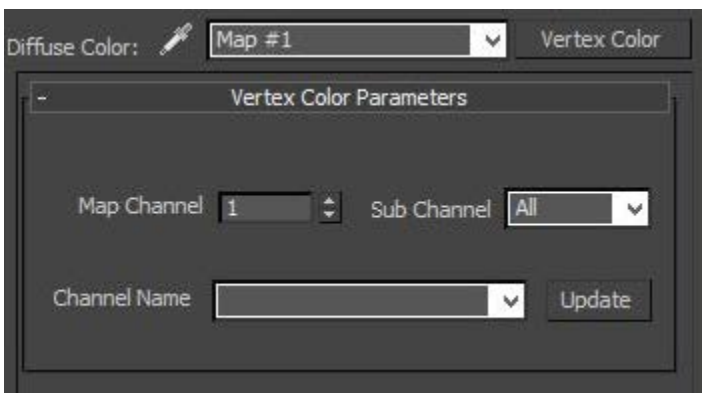 Diffuse Color: Map #1 Vertex Color
- Vertex Color Parameters
Map Channel 1 Sub Channel All
Channel Name Update